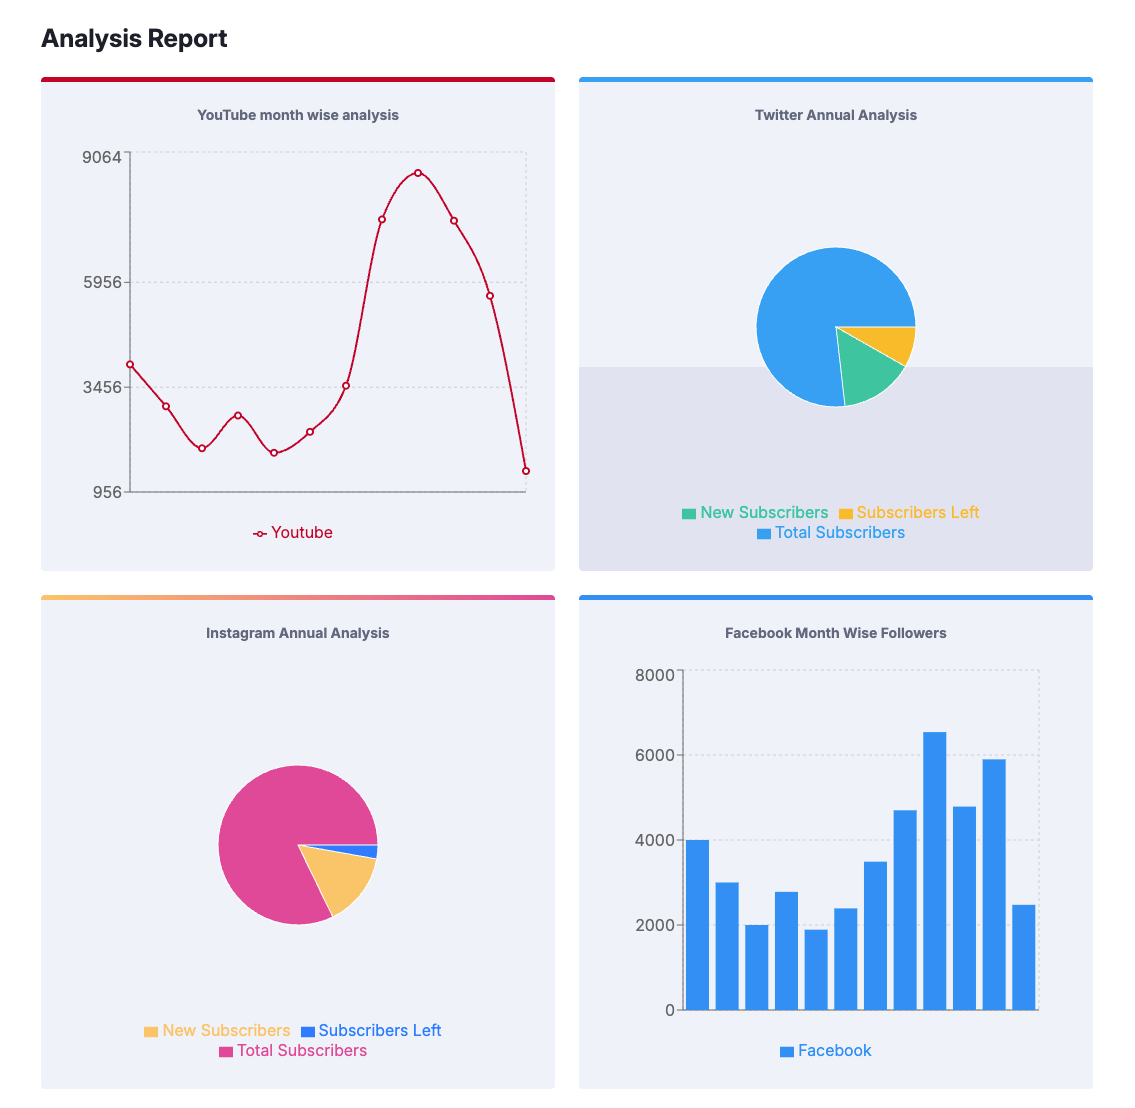 Analysis Report
YouTube month wise analysis
9064
5956
3456
956
Youtube
Twitter Annual Analysis
New Subscribers Subscribers Left
Total Subscribers
Instagram Annual Analysis
New Subscribers Subscribers Left
Total Subscribers
Facebook Month Wise Followers
8000
6000
4000
2000
0
Facebook